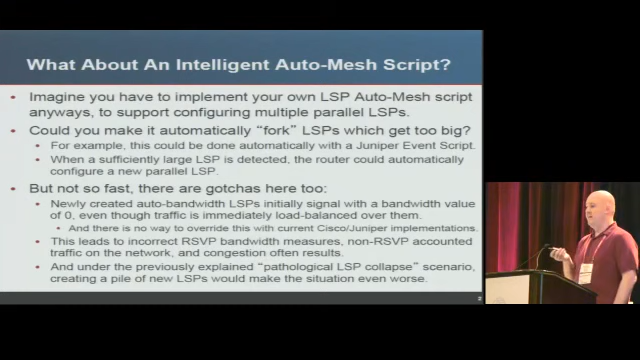 What About An Intelligent Auto-Mesh Script?
• Imagine you have to implement your own LSP Auto-Mesh script
anyways, to support configuring multiple parallel LSPs.
• Could you make it automatically “fork” LSPs which get too big?
– For example, this could be done automatically with a Juniper Event Script.
– When a sufficiently large LSP is detected, the router could automatically
configure a new parallel LSP.
• But not so fast, there are gotchas here too:
– Newly created auto-bandwidth LSPs initially signal with a bandwidth value
of 0, even though traffic is immediately load-balanced over them.
• And there is no way to override this with current Cisco/Juniper implementations.
– This leads to incorrect RSVP bandwidth measures, non-RSVP accounted
traffic on the network, and congestion often results.
– And under the previously explained “pathological LSP collapse” scenario,
creating a pile of new LSPs would make the situation even worse.